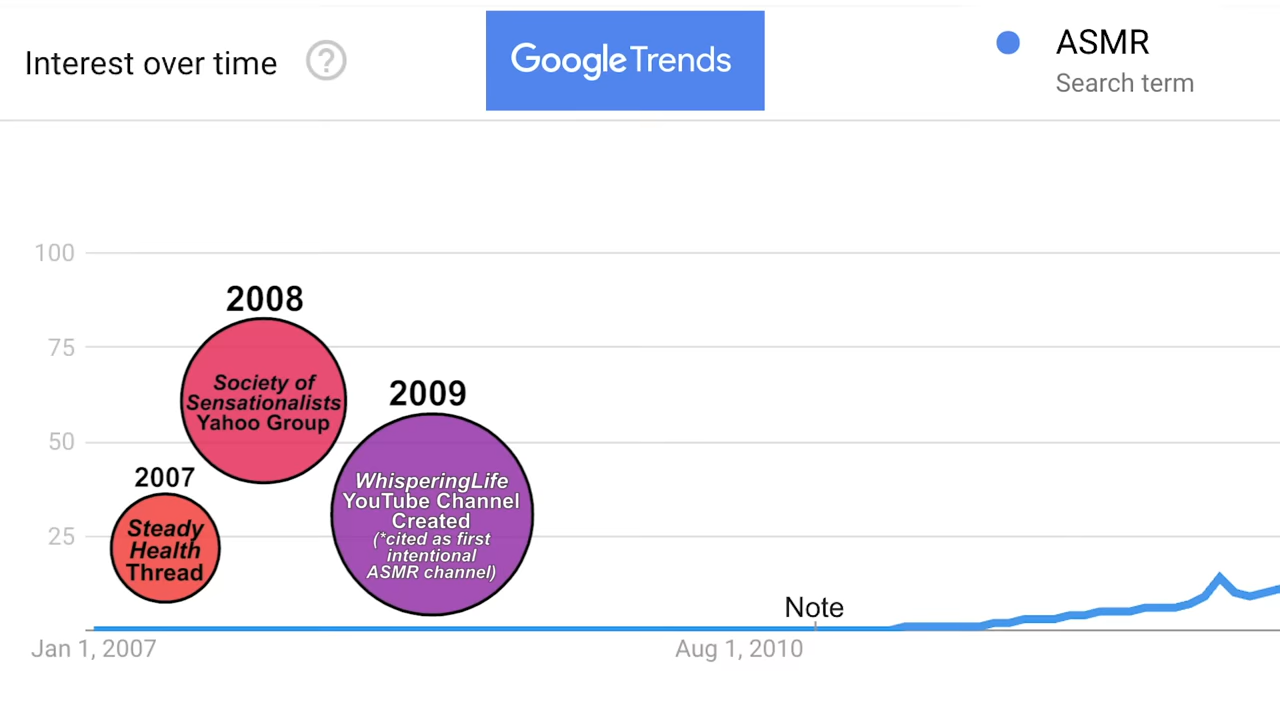 Interest over time ?
Google Trends
ASMR
Search term
100
75
50
25
2008
Society of
Sensationalists
Yahoo Group
2009
WhisperingLife
YouTube Channel
Created
(*cited as first
intentional
ASMR channel)
2007
Steady
Health
Thread
Note
Jan 1, 2007
Aug 1, 2010